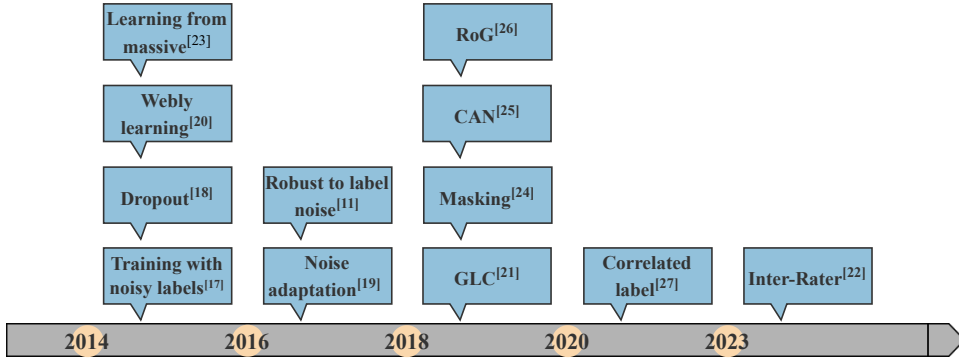 Learning from
massive[23]
RoG[26]
Webly
learning[20]
CAN[25]
Dropout[18]
Robust to label
noise[11]
Masking[24]
Training with
noisy labels[17]
Noise
adaptation[19]
GLC[21]
Correlated
label[27]
Inter-Rater[22]
2014
2016
2018
2020
2023